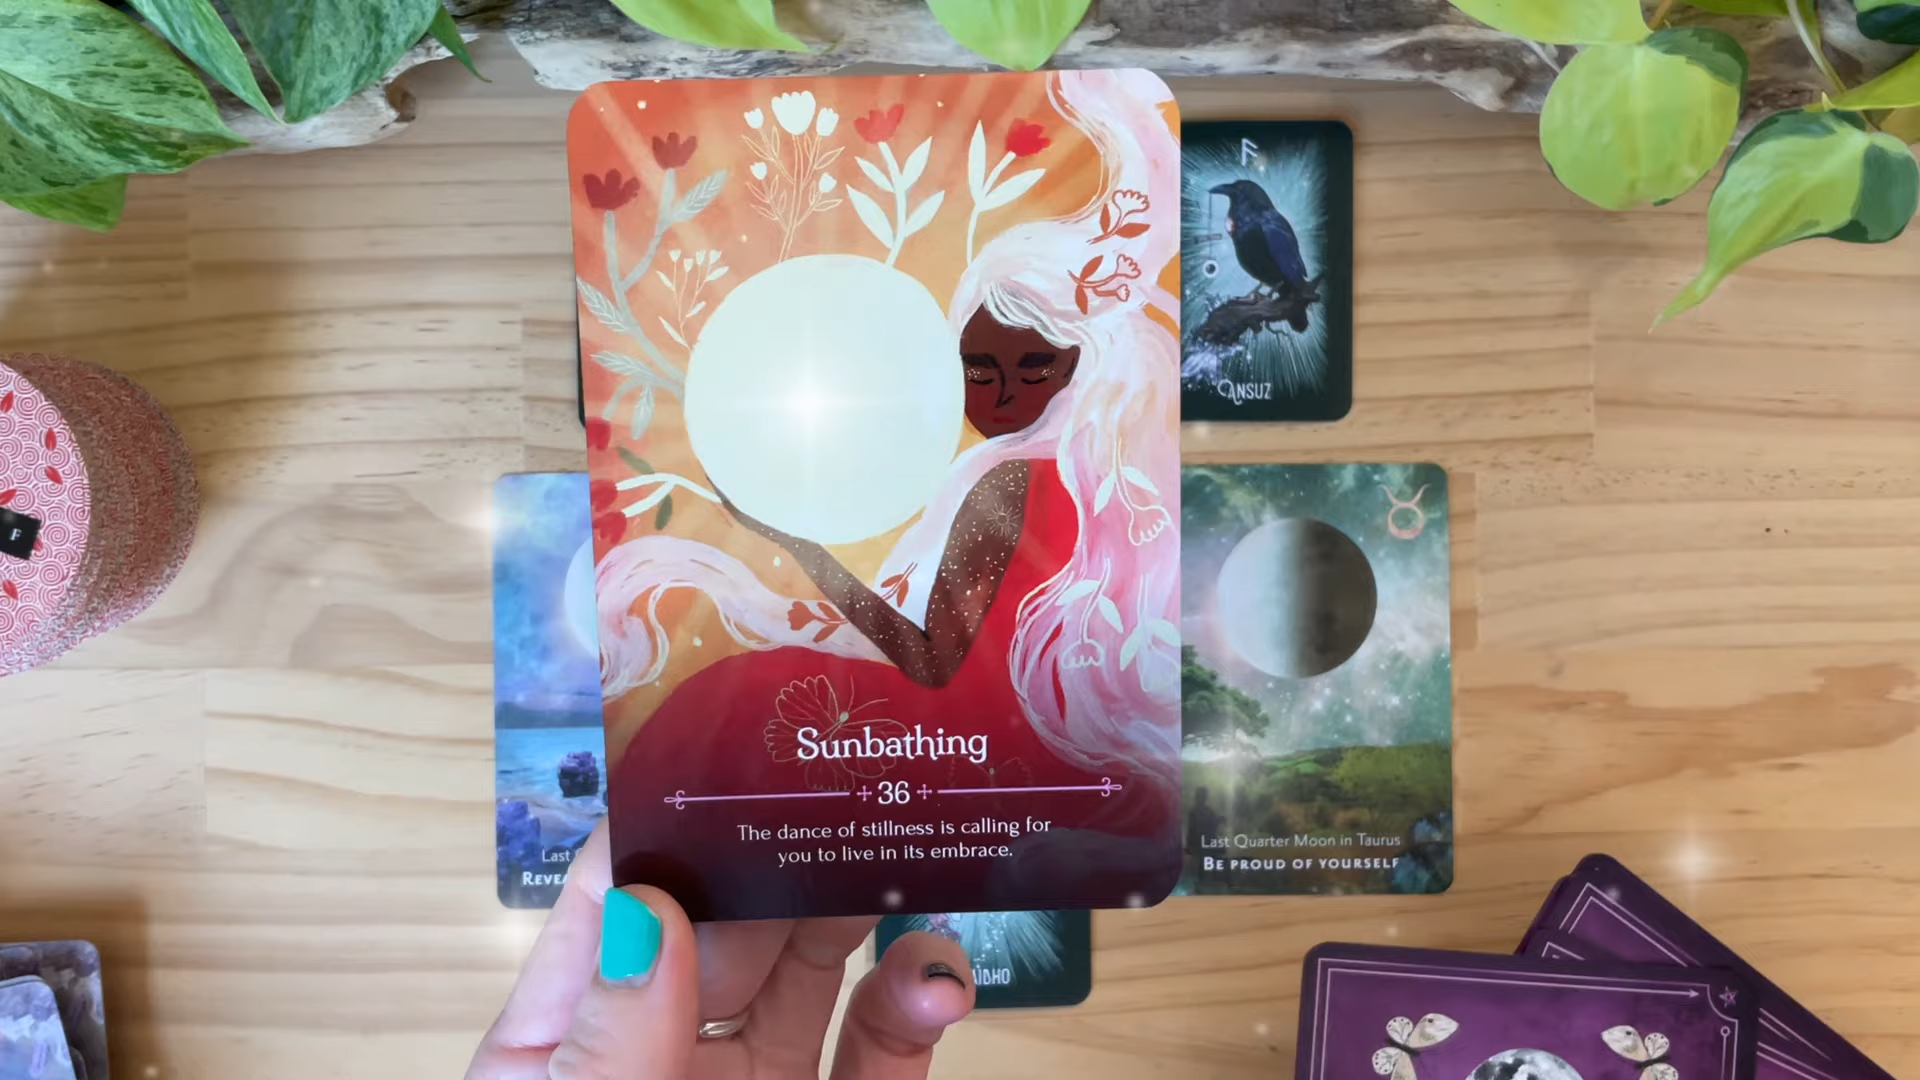 Sunbathing
36
The dance of stillness is calling for
you to live in its embrace.
ANSUZ
Last Quarter Moon in Taurus
BE PROUD OF YOURSELF
Last
F